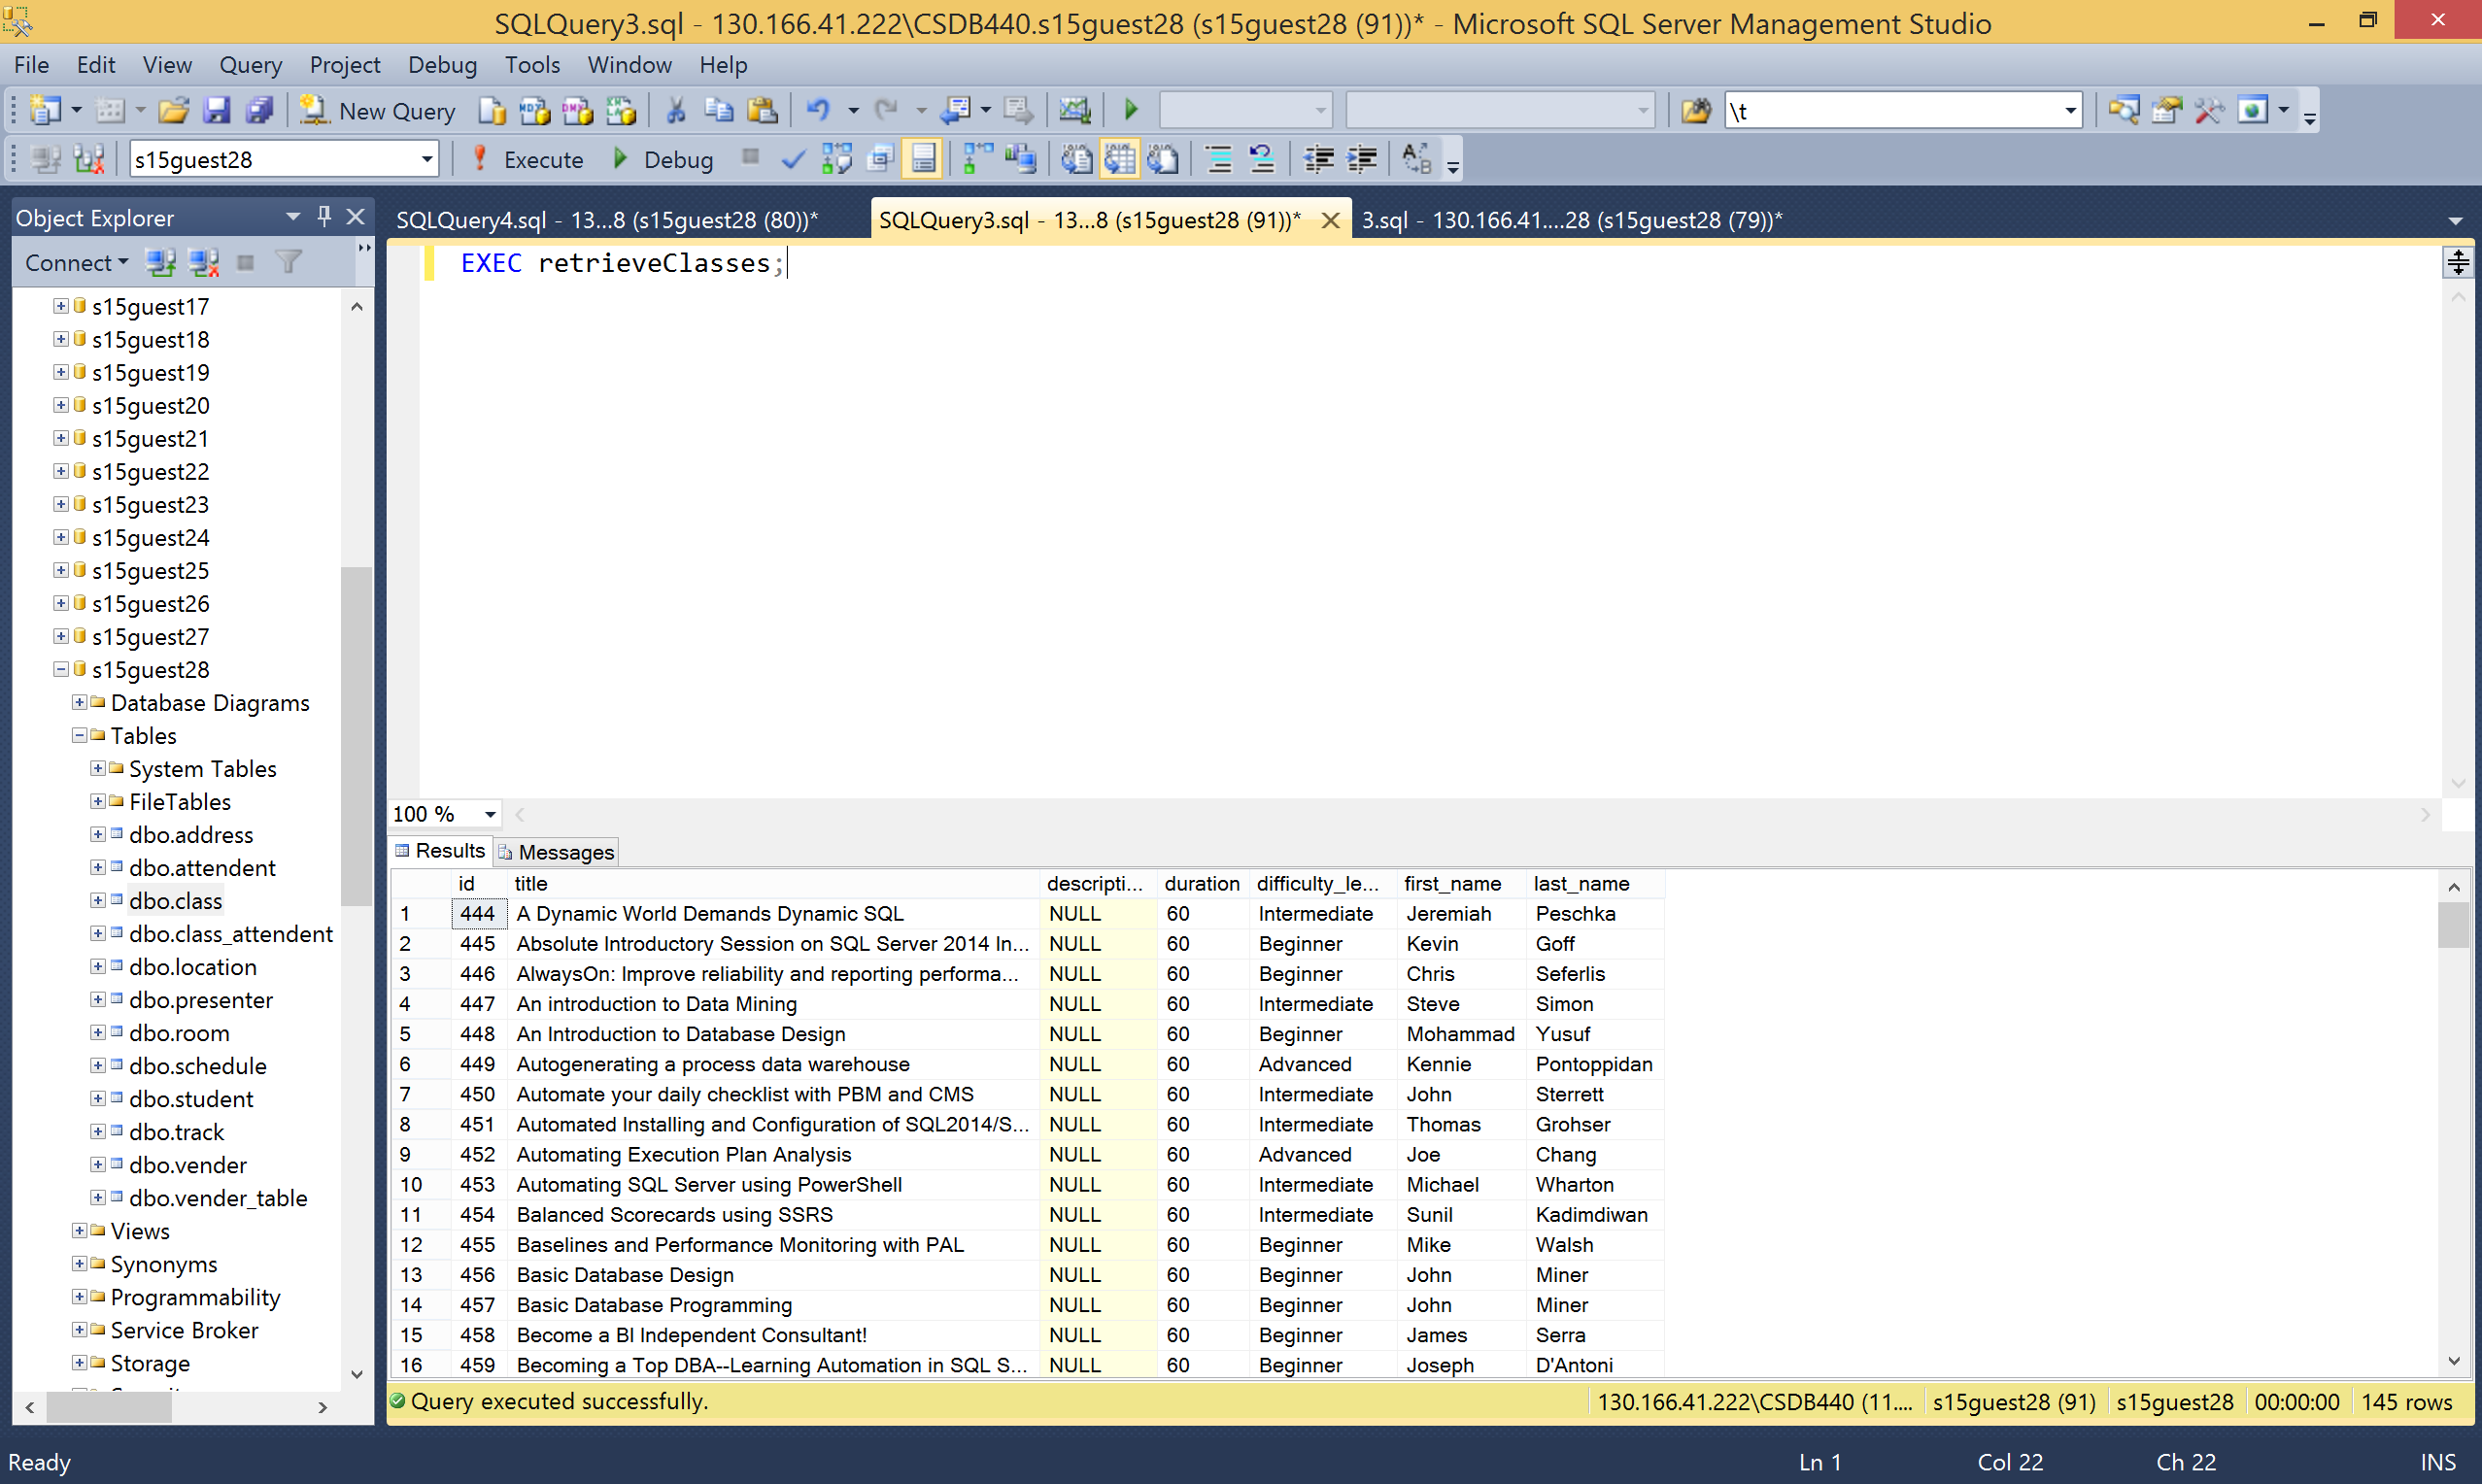 SQLQuery3.sql - 130.166.41.222\CSDB440.s15guest28 (s15guest28 (91))* - Microsoft SQL Server Management Studio
File Edit View Query Project Debug Tools Window Help
New Query \t
s15guest28 Execute Debug
Object Explorer
SQLQuery4.sql - 13...8 (s15guest28 (80))* SQLQuery3.sql - 13...8 (s15guest28 (91))* 3.sql - 130.166.41....28 (s15guest28 (79))*
Connect
EXEC retrieveClasses;
s15guest17
s15guest18
s15guest19
s15guest20
s15guest21
s15guest22
s15guest23
s15guest24
s15guest25
s15guest26
s15guest27
s15guest28
Database Diagrams
Tables
System Tables
FileTables
dbo.address
dbo.attendent
dbo.class
dbo.class_attendent
dbo.location
dbo.presenter
dbo.room
dbo.schedule
dbo.student
dbo.track
dbo.vender
dbo.vender_table
Views
Synonyms
Programmability
Service Broker
Storage
100 %
Results Messages
id title descripti... duration difficulty_le... first_name last_name
1 444 A Dynamic World Demands Dynamic SQL NULL 60 Intermediate Jeremiah Peschka
2 445 Absolute Introductory Session on SQL Server 2014 In... NULL 60 Beginner Kevin Goff
3 446 AlwaysOn: Improve reliability and reporting performa... NULL 60 Beginner Chris Seferlis
4 447 An introduction to Data Mining NULL 60 Intermediate Steve Simon
5 448 An Introduction to Database Design NULL 60 Beginner Mohammad Yusuf
6 449 Autogenerating a process data warehouse NULL 60 Advanced Kennie Pontoppidan
7 450 Automate your daily checklist with PBM and CMS NULL 60 Intermediate John Sterrett
8 451 Automated Installing and Configuration of SQL2014/S... NULL 60 Intermediate Thomas Grohser
9 452 Automating Execution Plan Analysis NULL 60 Advanced Joe Chang
10 453 Automating SQL Server using PowerShell NULL 60 Intermediate Michael Wharton
11 454 Balanced Scorecards using SSRS NULL 60 Intermediate Sunil Kadimdiwan
12 455 Baselines and Performance Monitoring with PAL NULL 60 Beginner Mike Walsh
13 456 Basic Database Design NULL 60 Beginner John Miner
14 457 Basic Database Programming NULL 60 Beginner John Miner
15 458 Become a BI Independent Consultant! NULL 60 Beginner James Serra
16 459 Becoming a Top DBA--Learning Automation in SQL S... NULL 60 Beginner Joseph D'Antoni
Query executed successfully. 130.166.41.222\CSDB440 (11.... s15guest28 (91) s15guest28 00:00:00 145 rows
Ready Ln 1 Col 22 Ch 22 INS